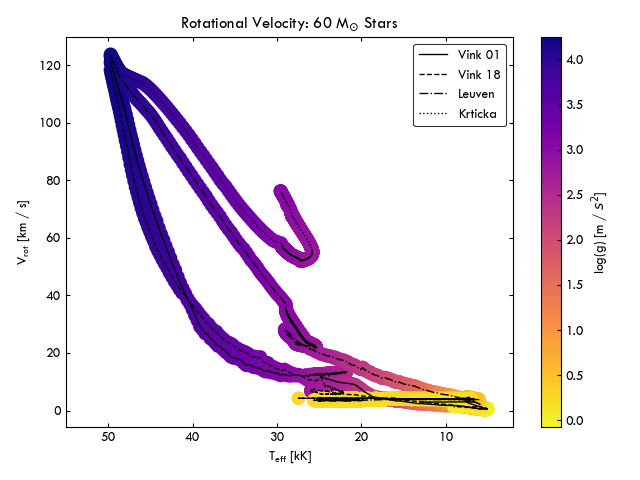 Rotational Velocity: 60 M⊙ Stars
Vink 01
Vink 18
Leuven
Krticka
V_rot [km / s]
120
100
80
60
40
20
0
50
40
30
20
10
T_eff [kK]
4.0
3.5
3.0
2.5
2.0
1.5
1.0
0.5
0.0
log(g) [m / s²]